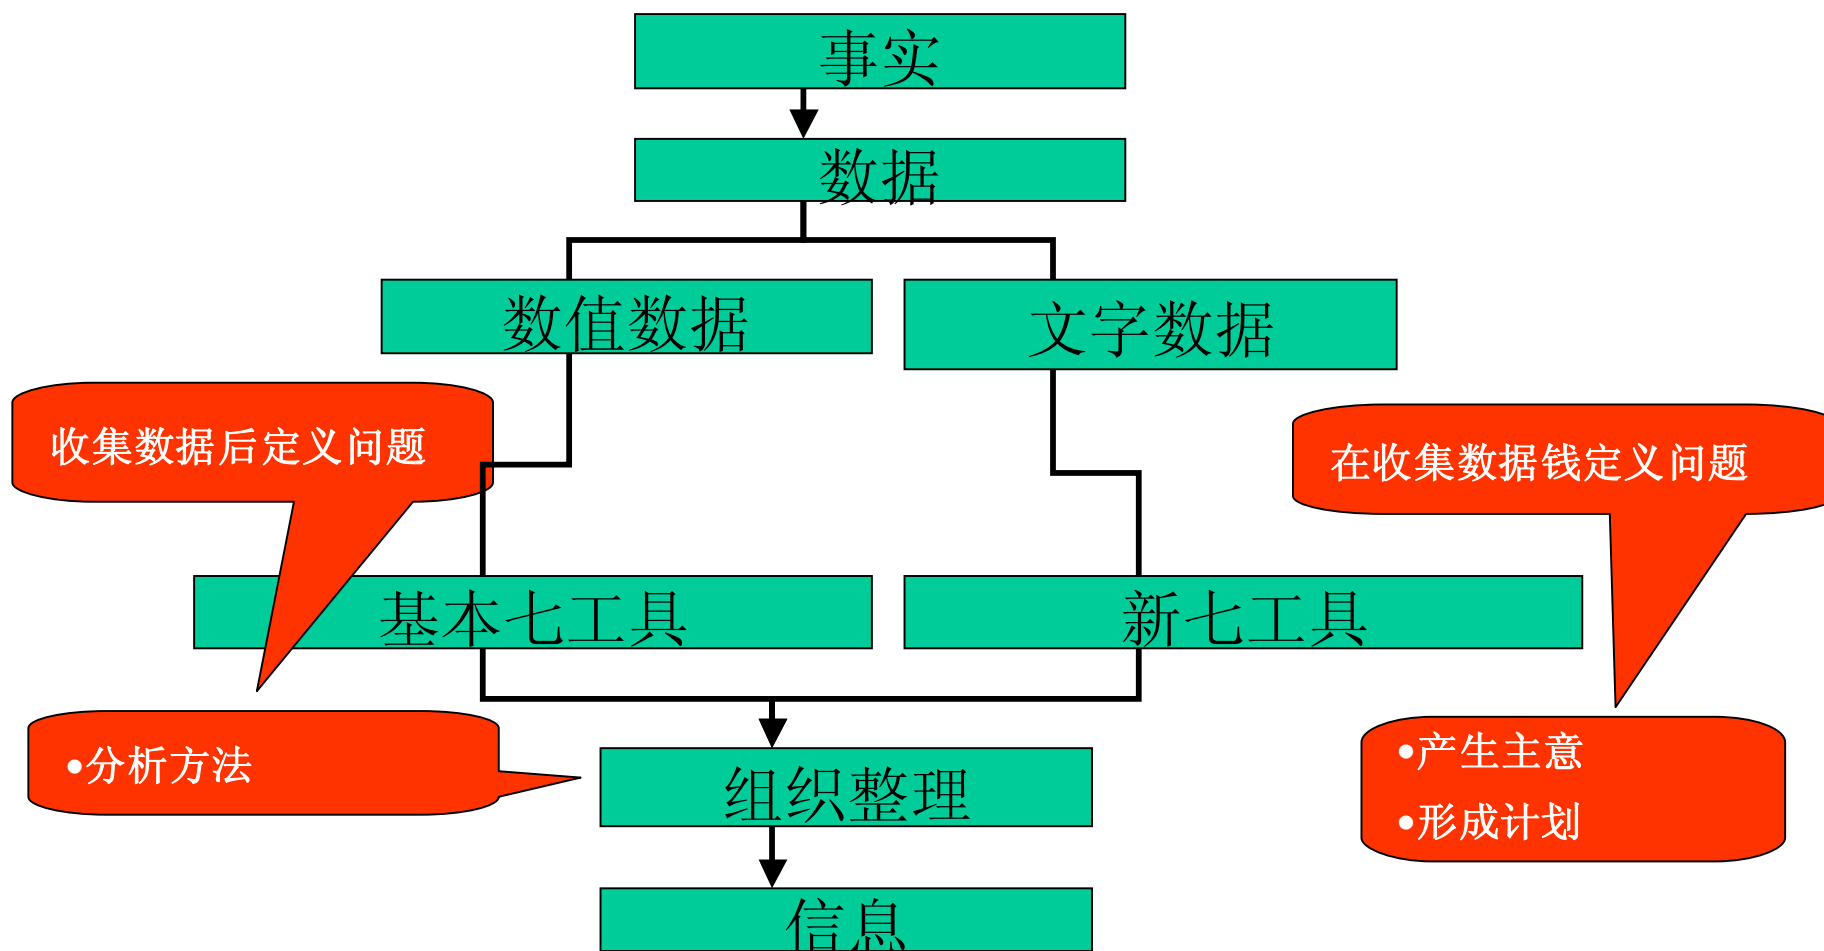 事实
数据
数值数据
文字数据
收集数据后定义问题
在收集数据钱定义问题
基本七工具
新七工具
•分析方法
组织整理
•产生主意
•形成计划
信息